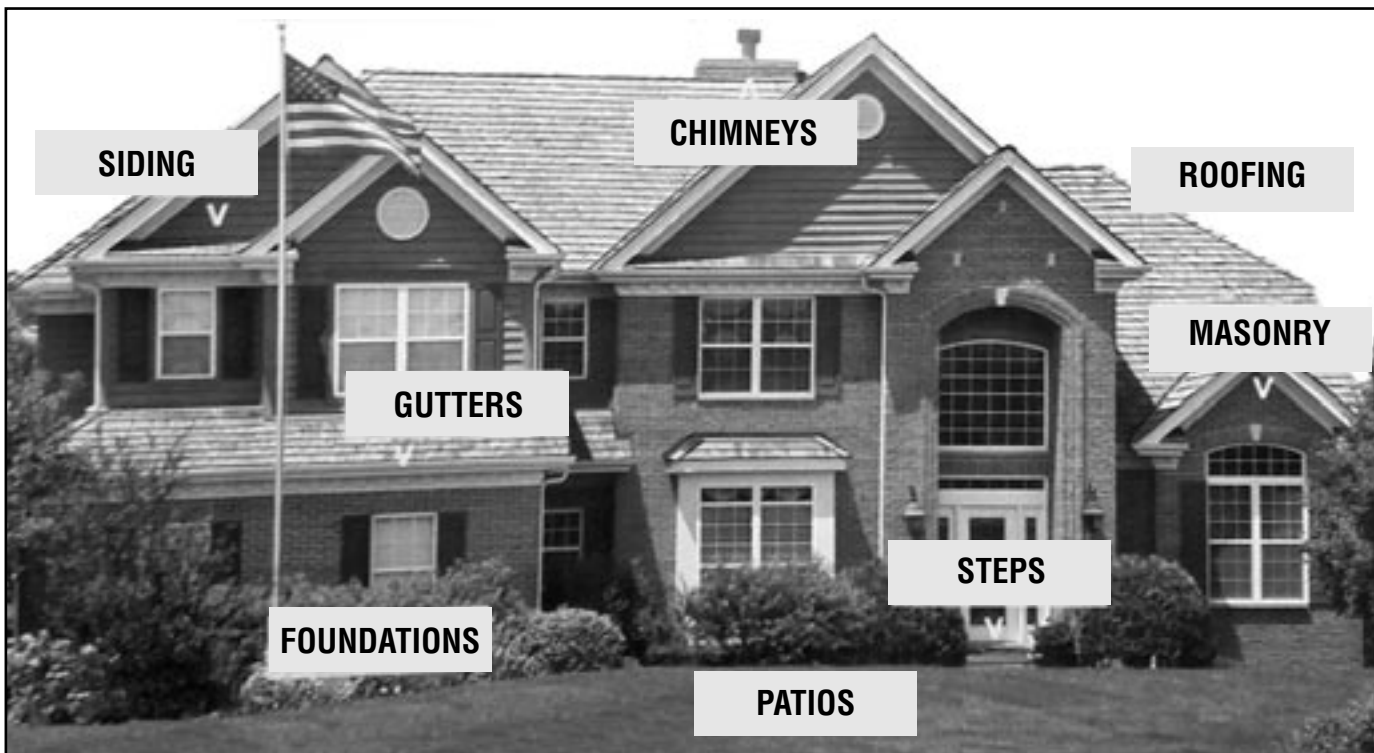 CHIMNEYS
SIDING
ROOFING
MASONRY
GUTTERS
STEPS
FOUNDATIONS
PATIOS